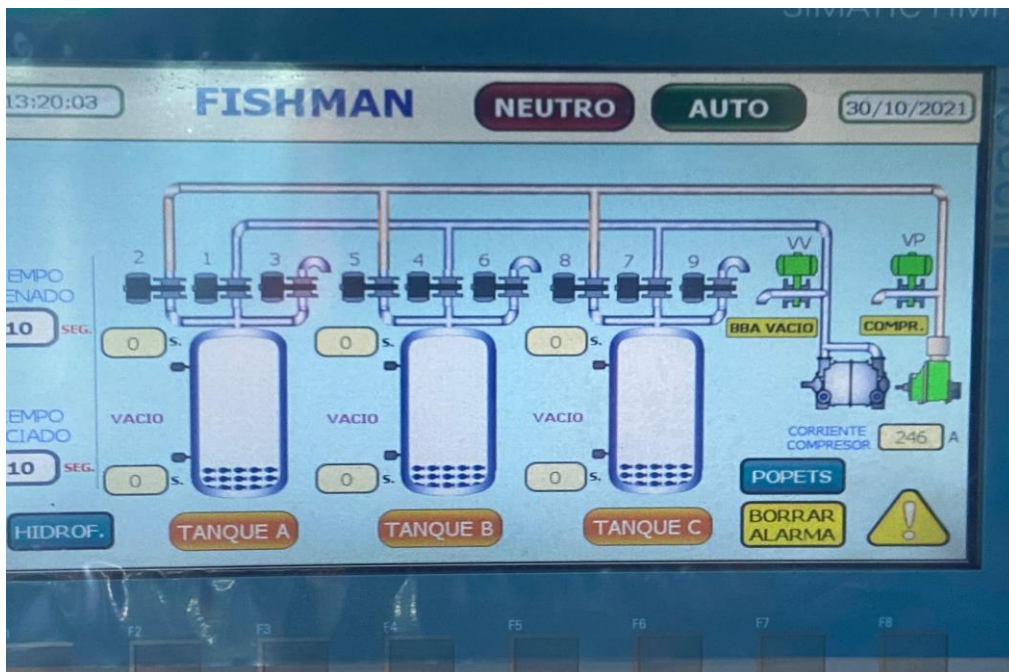 SIMATIC HMI
13:20:03
FISHMAN
NEUTRO
AUTO
30/10/2021
2 1 3 5 4 6 8 7 9
VV
VP
EMPO
ENADO
10 SEG.
0 s.
0 s.
0 s.
BBA VACIO
COMPR.
EMPO
CIADO
10 SEG.
VACIO
VACIO
VACIO
CORRIENTE
COMPRESOR
246 A
0 s.
0 s.
0 s.
POPETS
HIDROF.
TANQUE A
TANQUE B
TANQUE C
BORRAR
ALARMA
F2
F3
F4
F5
F6
F7
F8